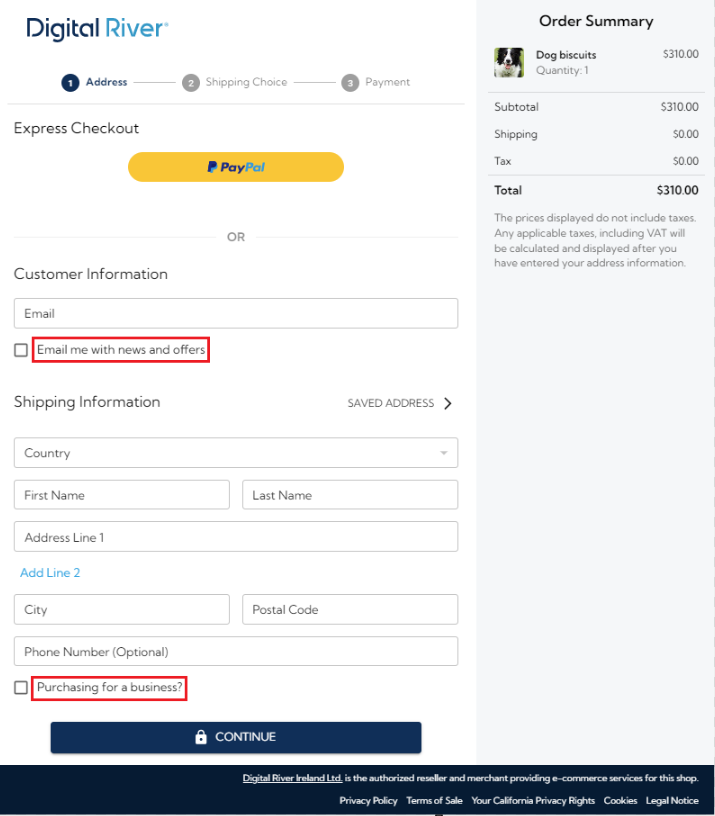 Digital River
1 Address
2 Shipping Choice
3 Payment
Express Checkout
PayPal
OR
Customer Information
Email
Email me with news and offers
Shipping Information
SAVED ADDRESS
Country
First Name
Last Name
Address Line 1
Add Line 2
City
Postal Code
Phone Number (Optional)
Purchasing for a business?
CONTINUE
Order Summary
Dog biscuits $310.00
Quantity: 1
Subtotal $310.00
Shipping $0.00
Tax $0.00
Total $310.00
The prices displayed do not include taxes.
Any applicable taxes, including VAT will
be calculated and displayed after you
have entered your address information.
Digital River Ireland Ltd. is the authorized reseller and merchant providing e-commerce services for this shop.
Privacy Policy Terms of Sale Your California Privacy Rights Cookies Legal Notice